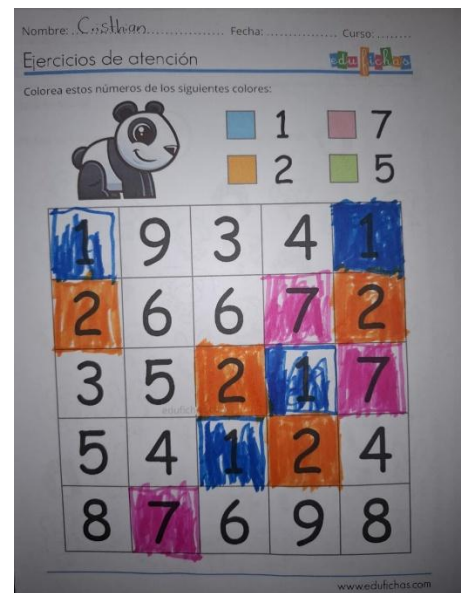 Nombre: Cristhian Fecha: Curso:
Ejercicios de atención
edufichas
Colorea estos números de los siguientes colores:
1 7
2 5
1 9 3 4 1
2 6 6 7 2
3 5 2 1 7
5 4 1 2 4
8 7 6 9 8
www.edufichas.com